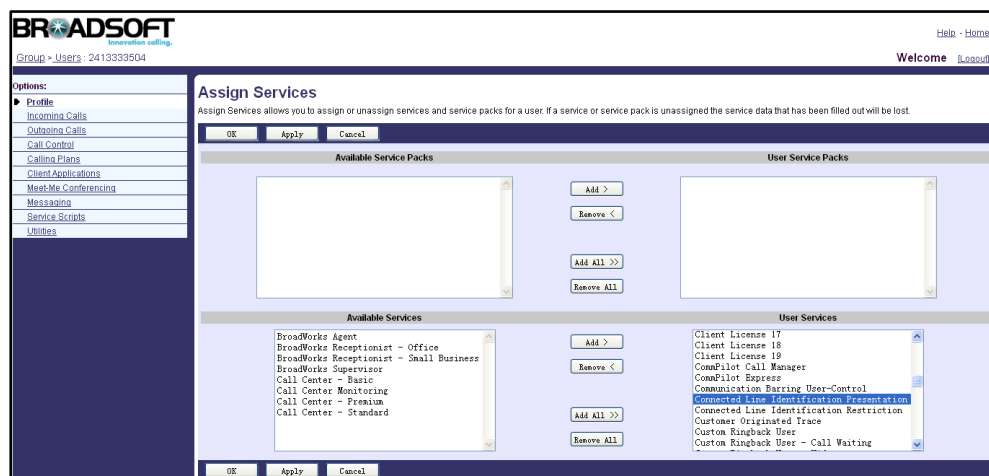 BROADSOFT
Innovation calling.
Help - Home
Group > Users : 2413333504
Welcome [Logout]
Options:
Profile
Incoming Calls
Outgoing Calls
Call Control
Calling Plans
Client Applications
Meet-Me Conferencing
Messaging
Service Scripts
Utilities
Assign Services
Assign Services allows you to assign or unassign services and service packs for a user. If a service or service pack is unassigned the service data that has been filled out will be lost.
OK Apply Cancel
Available Service Packs User Service Packs
Add >
Remove <
Add All >>
Remove All
Available Services User Services
BroadWorks Agent
BroadWorks Receptionist - Office
BroadWorks Receptionist - Small Business
BroadWorks Supervisor
Call Center - Basic
Call Center Monitoring
Call Center - Premium
Call Center - Standard
Add >
Remove <
Add All >>
Remove All
Client License 17
Client License 18
Client License 19
CommPilot Call Manager
CommPilot Express
Communication Barring User-Control
Connected Line Identification Presentation
Connected Line Identification Restriction
Customer Originated Trace
Custom Ringback User
Custom Ringback User - Call Waiting
OK Apply Cancel